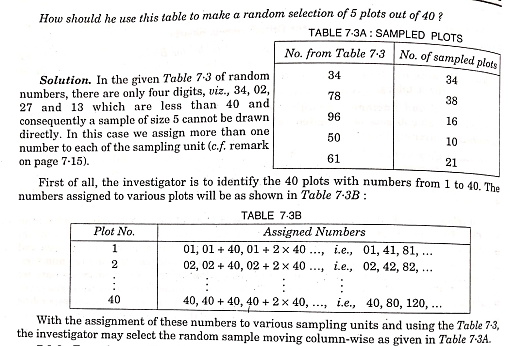 How should he use this table to make a random selection of 5 plots out of 40 ?
TABLE 7·3A : SAMPLED PLOTS
No. from Table 7·3 No. of sampled plots
34 34
78 38
96 16
50 10
61 21
Solution. In the given Table 7·3 of random
numbers, there are only four digits, viz., 34, 02,
27 and 13 which are less than 40 and
consequently a sample of size 5 cannot be drawn
directly. In this case we assign more than one
number to each of the sampling unit (c.f. remark
on page 7·15).
First of all, the investigator is to identify the 40 plots with numbers from 1 to 40. The
numbers assigned to various plots will be as shown in Table 7·3B :
TABLE 7·3B
Plot No. Assigned Numbers
1 01, 01 + 40, 01 + 2 × 40 ..., i.e., 01, 41, 81, ...
2 02, 02 + 40, 02 + 2 × 40 ..., i.e., 02, 42, 82, ...
: : : :
40 40, 40 + 40, 40 + 2 × 40, ..., i.e., 40, 80, 120, ...
With the assignment of these numbers to various sampling units and using the Table 7·3,
the investigator may select the random sample moving column-wise as given in Table 7·3A.